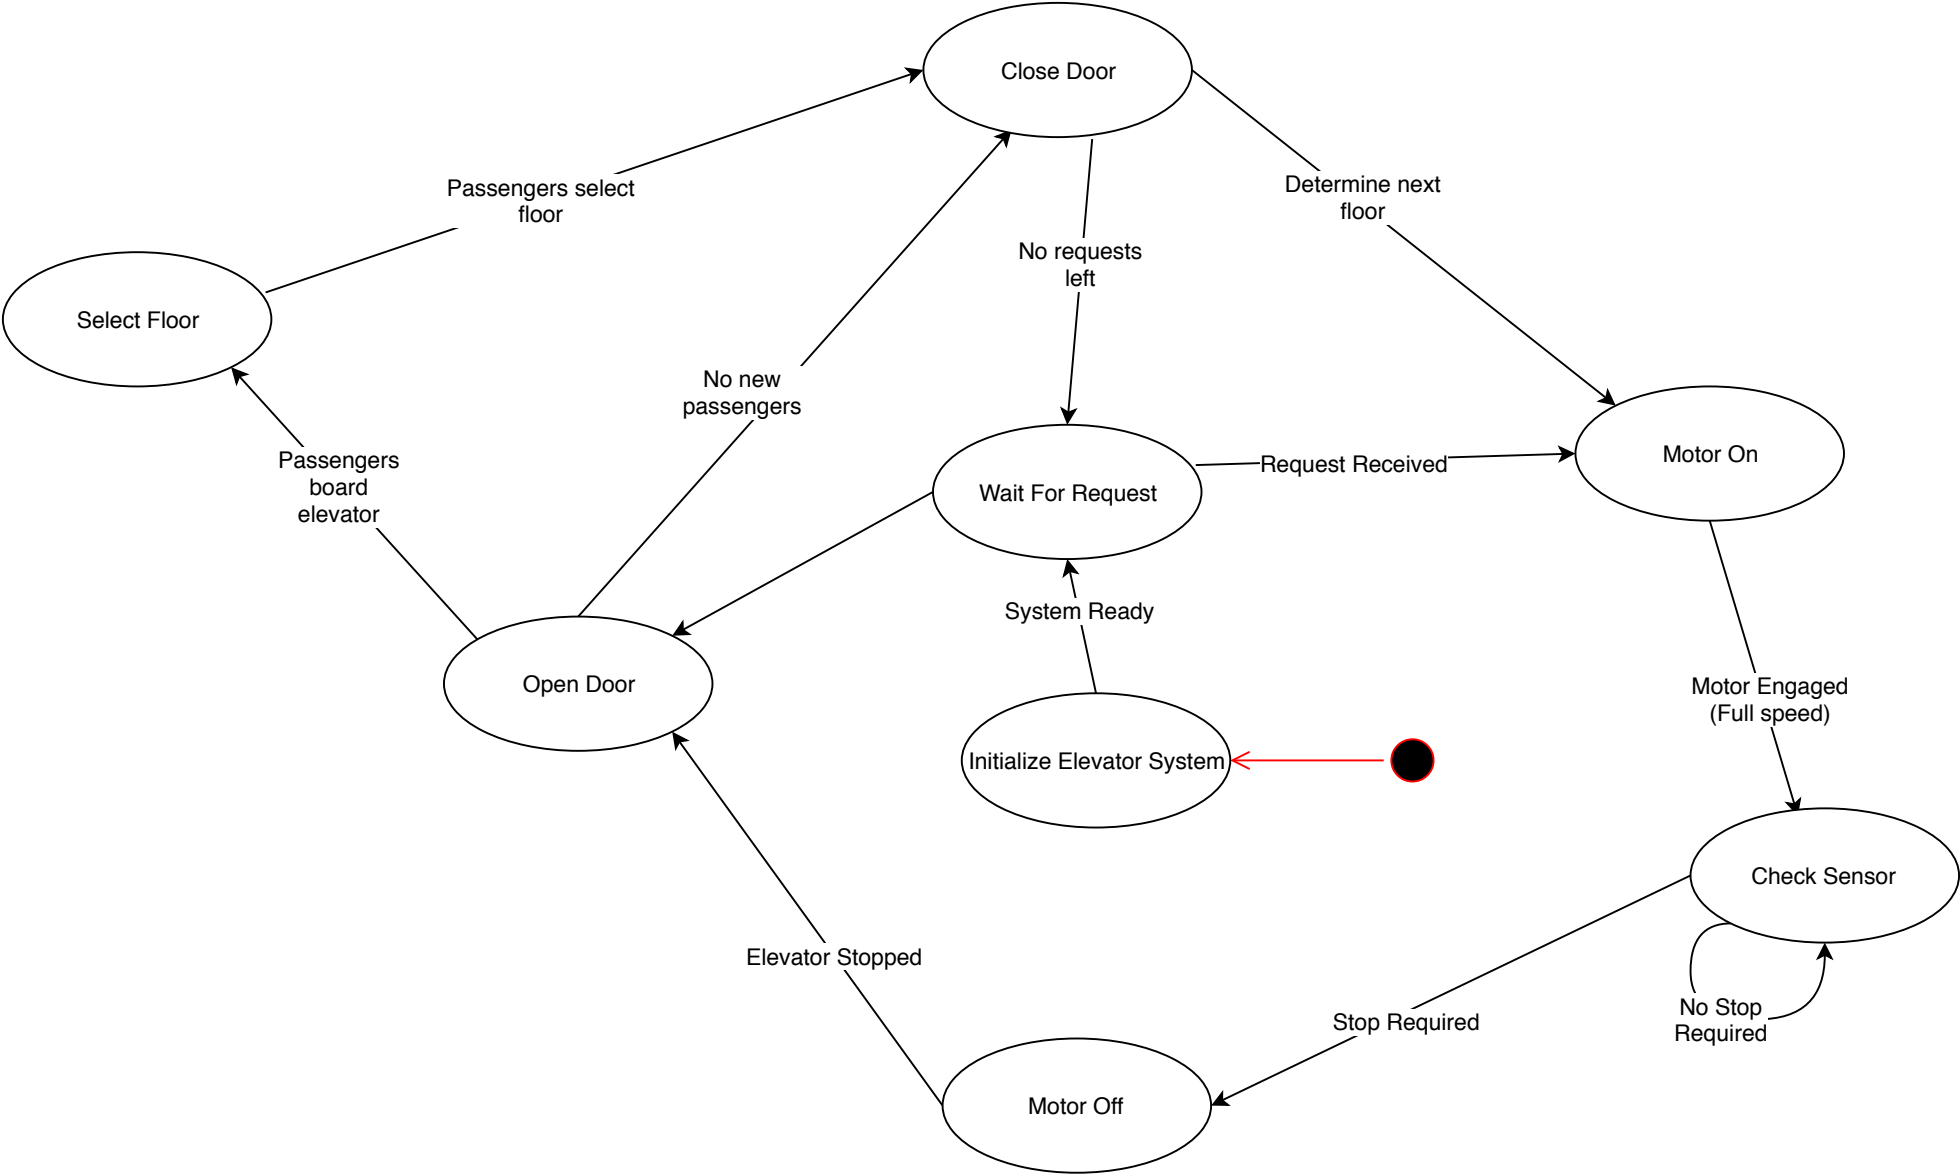 Close Door
Passengers select
floor
Determine next
floor
No requests
left
Select Floor
No new
passengers
Passengers
board
elevator
Wait For Request
Request Received
Motor On
System Ready
Open Door
Motor Engaged
(Full speed)
Initialize Elevator System
Check Sensor
Elevator Stopped
Stop Required
No Stop
Required
Motor Off